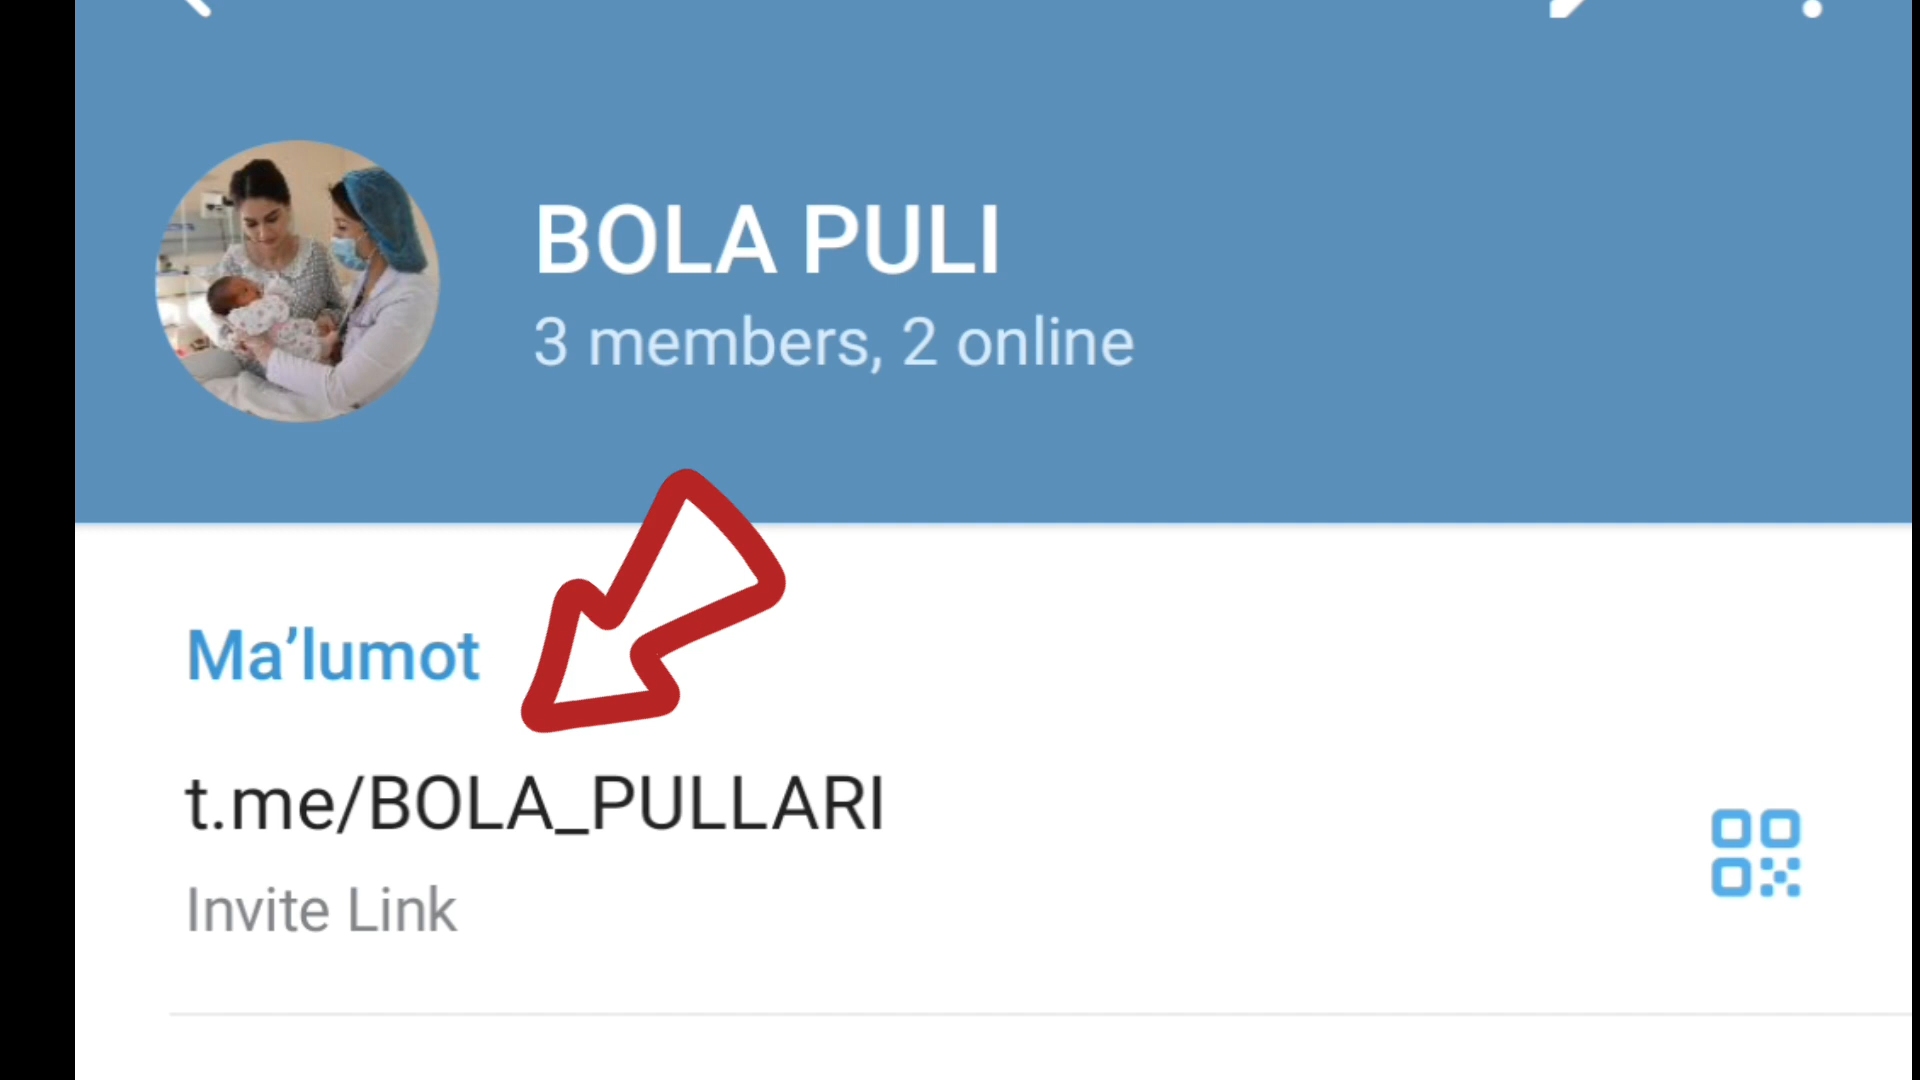 BOLA PULI
3 members, 2 online
Ma’lumot
t.me/BOLA_PULLARI
Invite Link